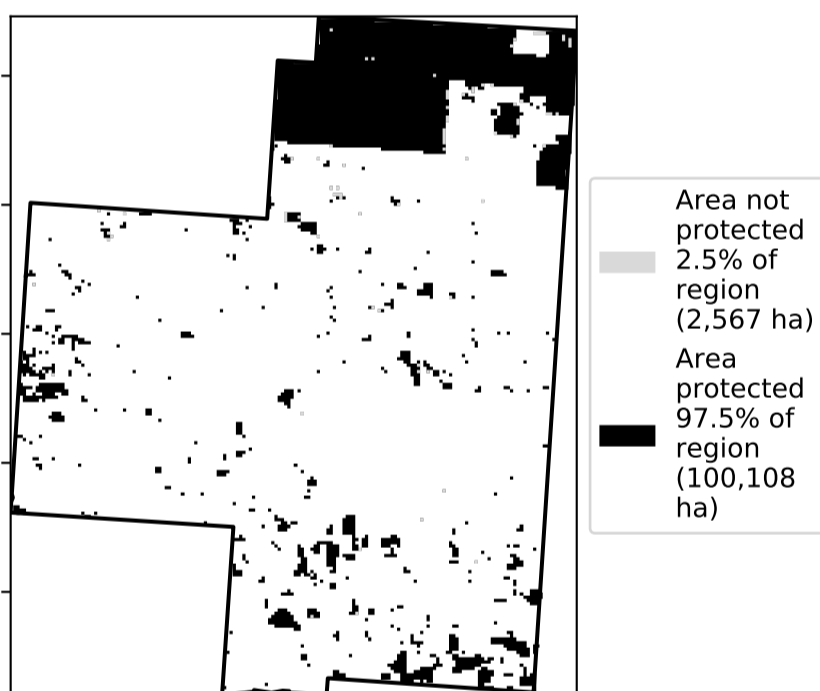 Area not
protected
2.5% of
region
(2,567 ha)
Area
protected
97.5% of
region
(100,108
ha)